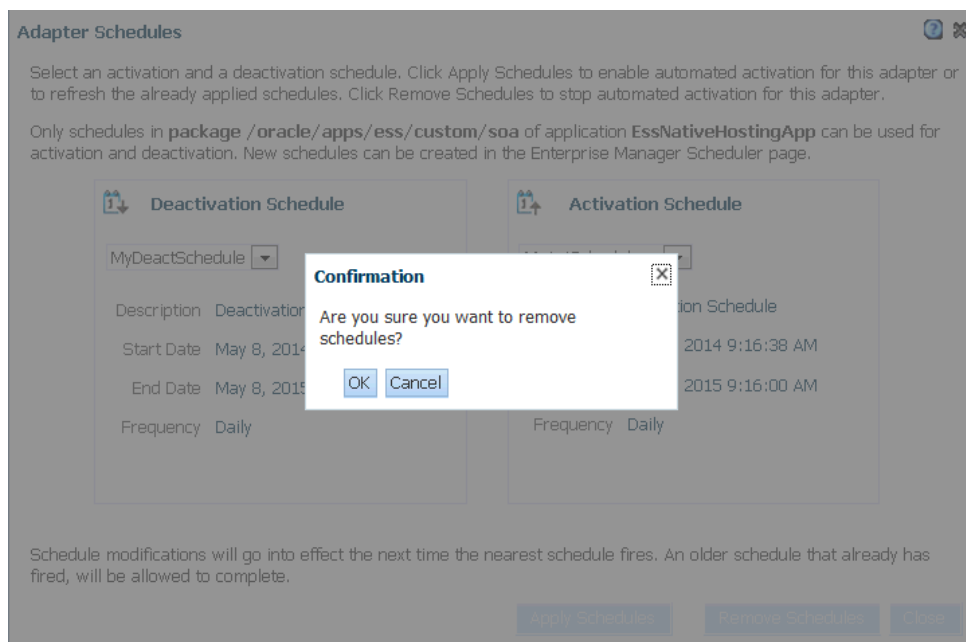 Adapter Schedules
Select an activation and a deactivation schedule. Click Apply Schedules to enable automated activation for this adapter or
to refresh the already applied schedules. Click Remove Schedules to stop automated activation for this adapter.
Only schedules in package /oracle/apps/ess/custom/soa of application EssNativeHostingApp can be used for
activation and deactivation. New schedules can be created in the Enterprise Manager Scheduler page.
Deactivation Schedule
MyDeactSchedule
Description Deactivation
Start Date May 8, 2014
End Date May 8, 2015
Frequency Daily
Activation Schedule
Schedule
2014 9:16:38 AM
2015 9:16:00 AM
Frequency Daily
Confirmation
Are you sure you want to remove
schedules?
OK Cancel
Schedule modifications will go into effect the next time the nearest schedule fires. An older schedule that already has
fired, will be allowed to complete.
Apply Schedules Remove Schedules Close